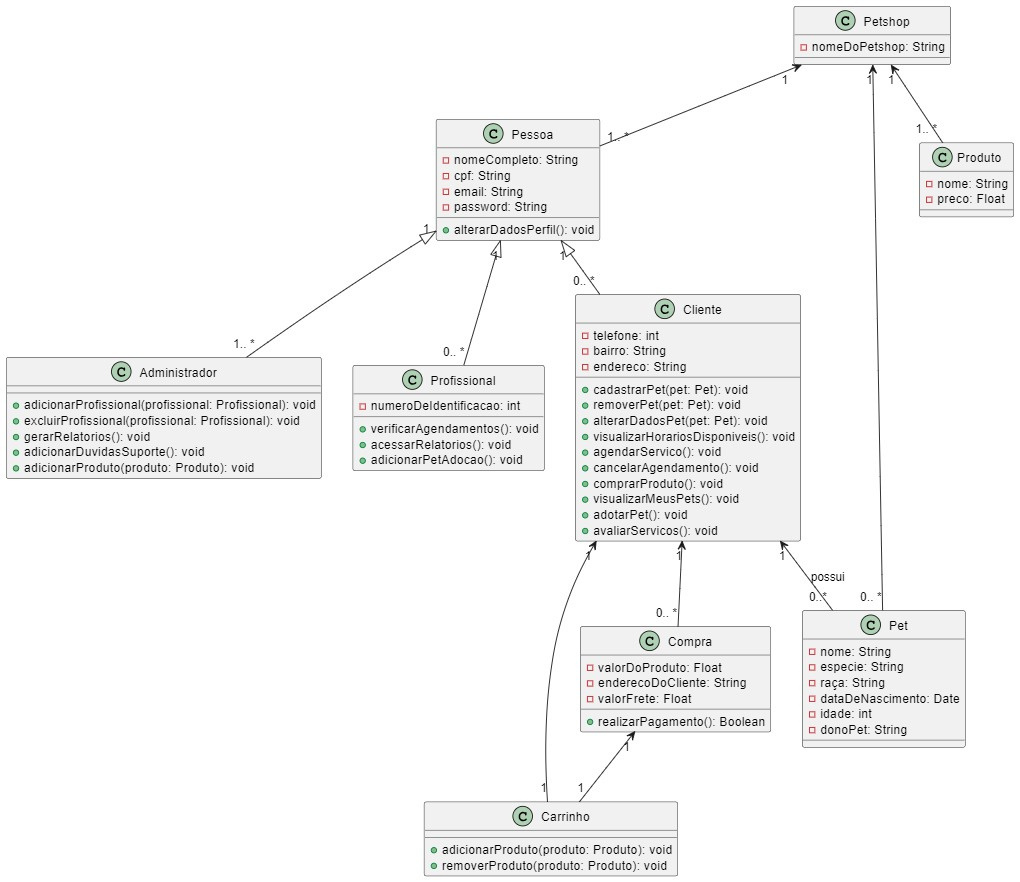 C Petshop
nomeDoPetshop: String
1
1
1
1.. *
1.. *
C Pessoa
nomeCompleto: String
cpf: String
email: String
password: String
alterarDadosPerfil(): void
C Produto
nome: String
preco: Float
1
1
1
0.. *
1.. *
0.. *
C Cliente
telefone: int
bairro: String
endereco: String
cadastrarPet(pet: Pet): void
removerPet(pet: Pet): void
alterarDadosPet(pet: Pet): void
visualizarHorariosDisponiveis(): void
agendarServico(): void
cancelarAgendamento(): void
comprarProduto(): void
visualizarMeusPets(): void
adotarPet(): void
avaliarServicos(): void
C Administrador
adicionarProfissional(profissional: Profissional): void
excluirProfissional(profissional: Profissional): void
gerarRelatorios(): void
adicionarDuvidasSuporte(): void
adicionarProduto(produto: Produto): void
C Profissional
numeroDeIdentificacao: int
verificarAgendamentos(): void
acessarRelatorios(): void
adicionarPetAdocao(): void
1
1
1
possui
0.. *
0..*
0.. *
C Compra
valorDoProduto: Float
enderecoDoCliente: String
valorFrete: Float
realizarPagamento(): Boolean
C Pet
nome: String
especie: String
raça: String
dataDeNascimento: Date
idade: int
donoPet: String
1
1
1
C Carrinho
adicionarProduto(produto: Produto): void
removerProduto(produto: Produto): void